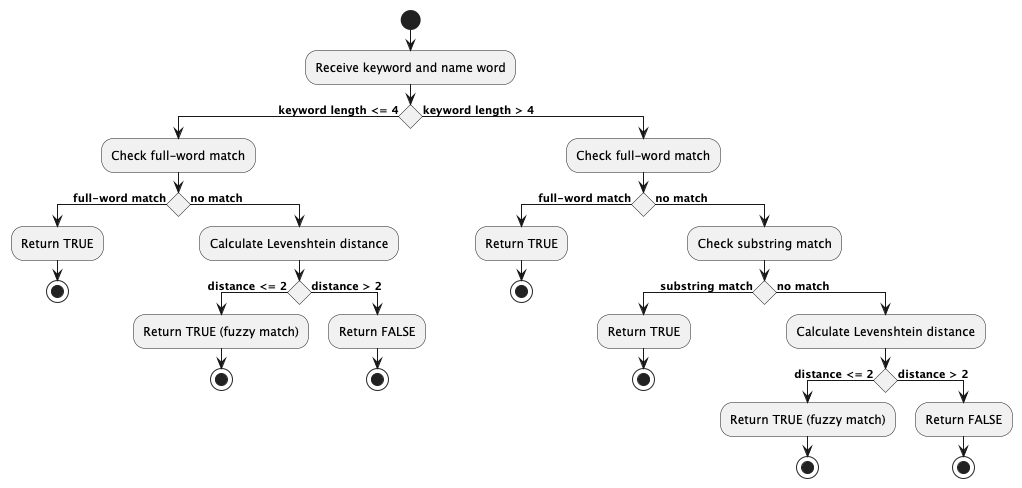 Receive keyword and name word
keyword length <= 4
keyword length > 4
Check full-word match
Check full-word match
full-word match
no match
full-word match
no match
Return TRUE
Calculate Levenshtein distance
Return TRUE
Check substring match
distance <= 2
distance > 2
substring match
no match
Return TRUE (fuzzy match)
Return FALSE
Return TRUE
Calculate Levenshtein distance
distance <= 2
distance > 2
Return TRUE (fuzzy match)
Return FALSE